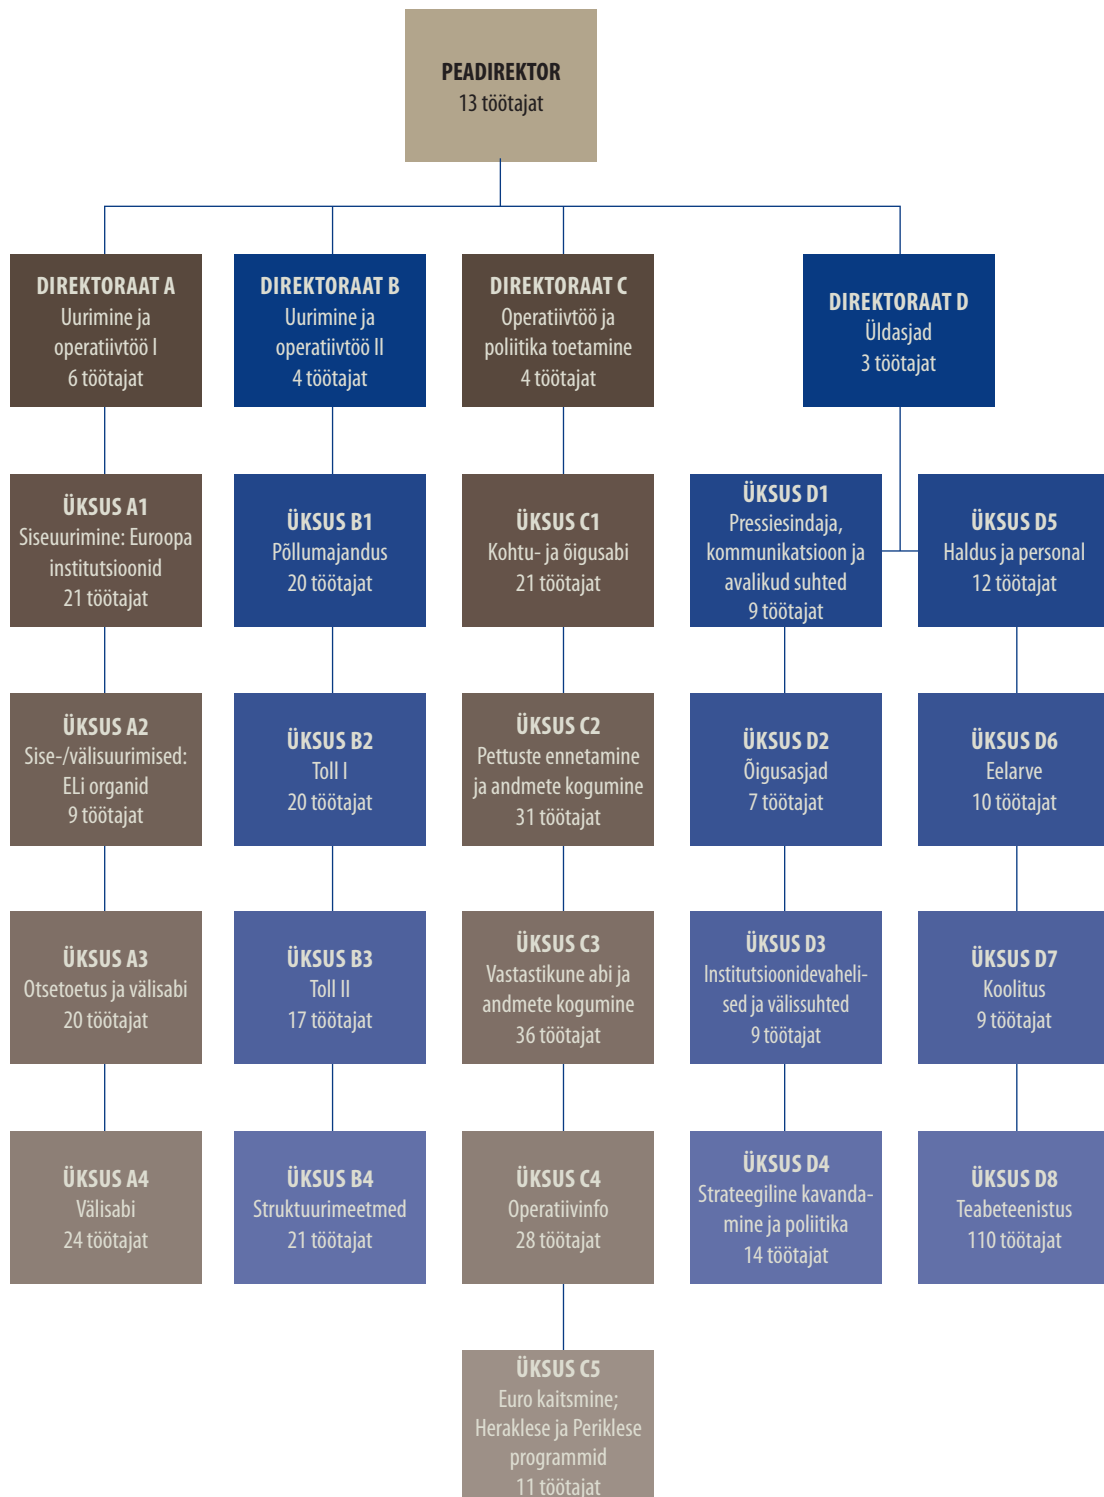 PEADIREKTOR
13 töötajat
DIREKTORAAT A
Uurimine ja
operatiivtöö I
6 töötajat
DIREKTORAAT B
Uurimine ja
operatiivtöö II
4 töötajat
DIREKTORAAT C
Operatiivtöö ja
poliitika toetamine
4 töötajat
DIREKTORAAT D
Üldasjad
3 töötajat
ÜKSUS A1
Siseuurimine: Euroopa
institutsioonid
21 töötajat
ÜKSUS B1
Põllumajandus
20 töötajat
ÜKSUS C1
Kohtu- ja õigusabi
21 töötajat
ÜKSUS D1
Pressiesindaja,
kommunikatsioon ja
avalikud suhted
9 töötajat
ÜKSUS D5
Haldus ja personal
12 töötajat
ÜKSUS A2
Sise-/välisuurimised:
ELi organid
9 töötajat
ÜKSUS B2
Toll I
20 töötajat
ÜKSUS C2
Pettuste ennetamine
ja andmete kogumine
31 töötajat
ÜKSUS D2
Õigusasjad
7 töötajat
ÜKSUS D6
Eelarve
10 töötajat
ÜKSUS A3
Otsetoetus ja välisabi
20 töötajat
ÜKSUS B3
Toll II
17 töötajat
ÜKSUS C3
Vastastikune abi ja
andmete kogumine
36 töötajat
ÜKSUS D3
Institutsioonidevaheli-
sed ja välissuhted
9 töötajat
ÜKSUS D7
Koolitus
9 töötajat
ÜKSUS A4
Välisabi
24 töötajat
ÜKSUS B4
Struktuurimeetmed
21 töötajat
ÜKSUS C4
Operatiivinfo
28 töötajat
ÜKSUS D4
Strateegiline kavanda-
mine ja poliitika
14 töötajat
ÜKSUS D8
Teabeteenistus
110 töötajat
ÜKSUS C5
Euro kaitsmine;
Heraklese ja Periklese
programmid
11 töötajat